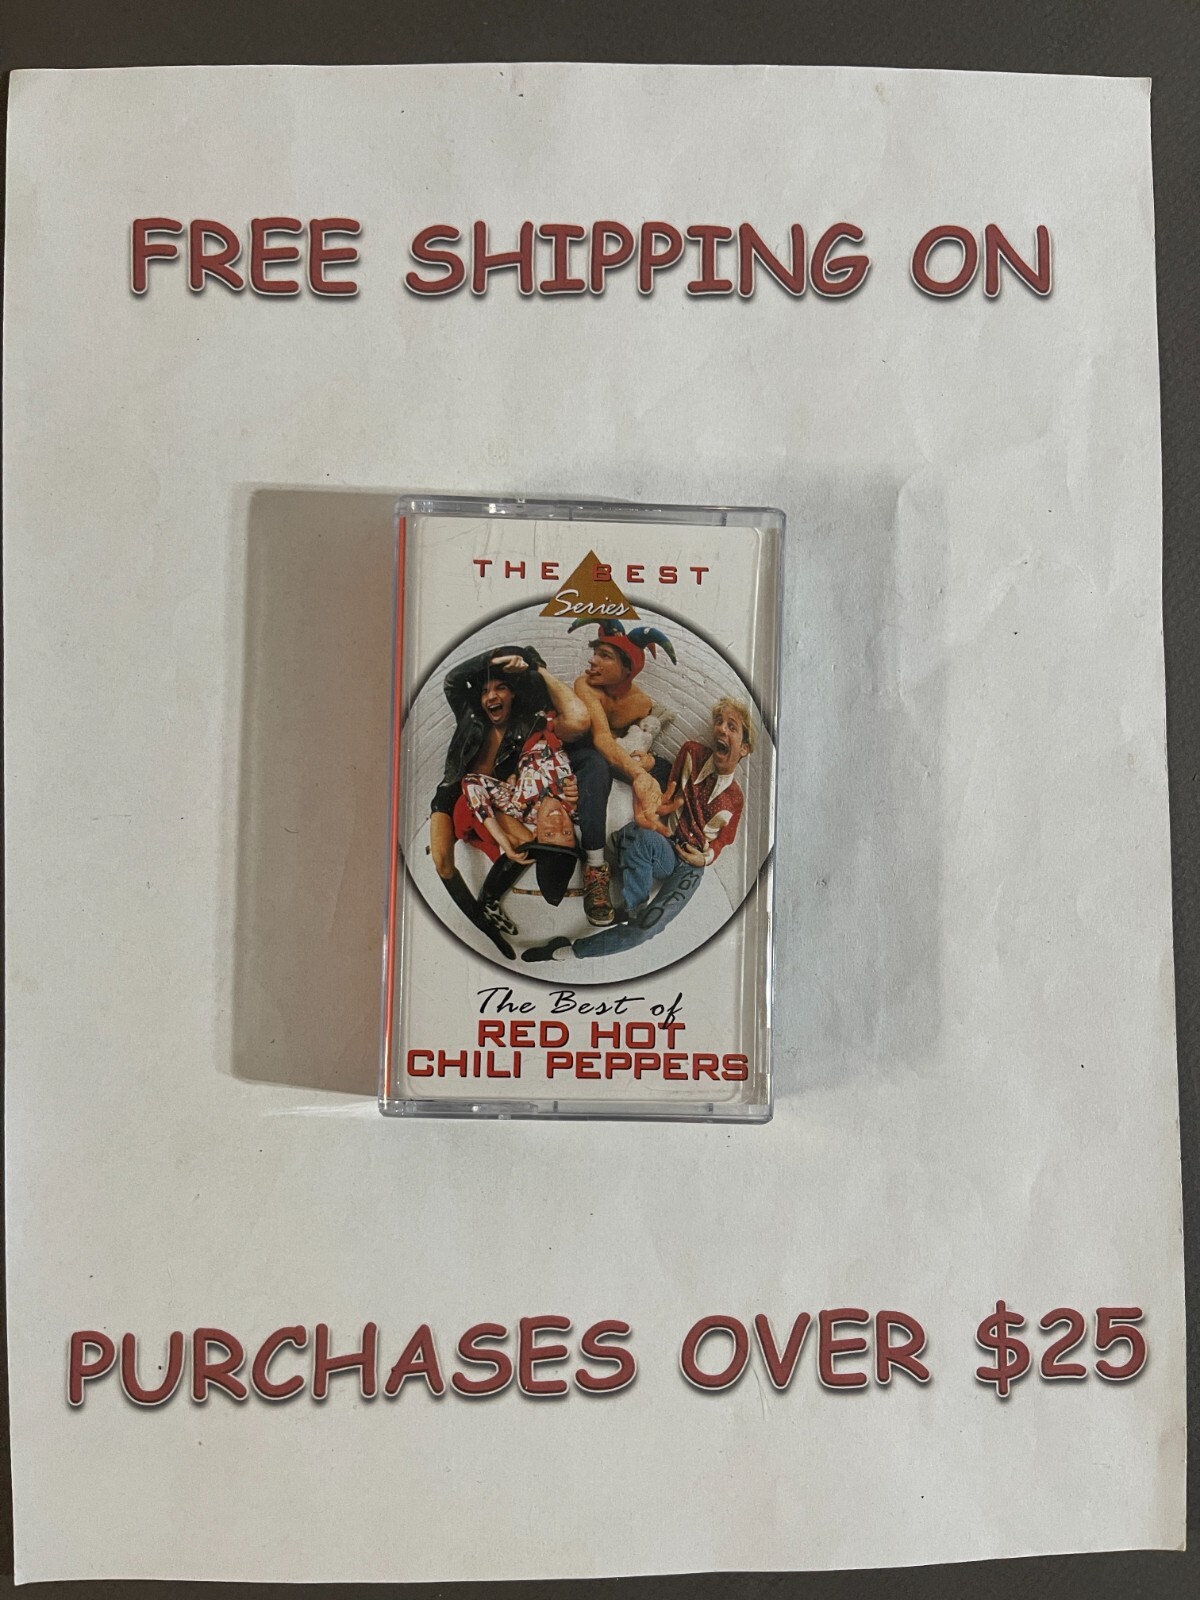 FREE SHIPPING ON
THE BEST
Series
The Best of
RED HOT
CHILI PEPPERS
PURCHASES OVER $25